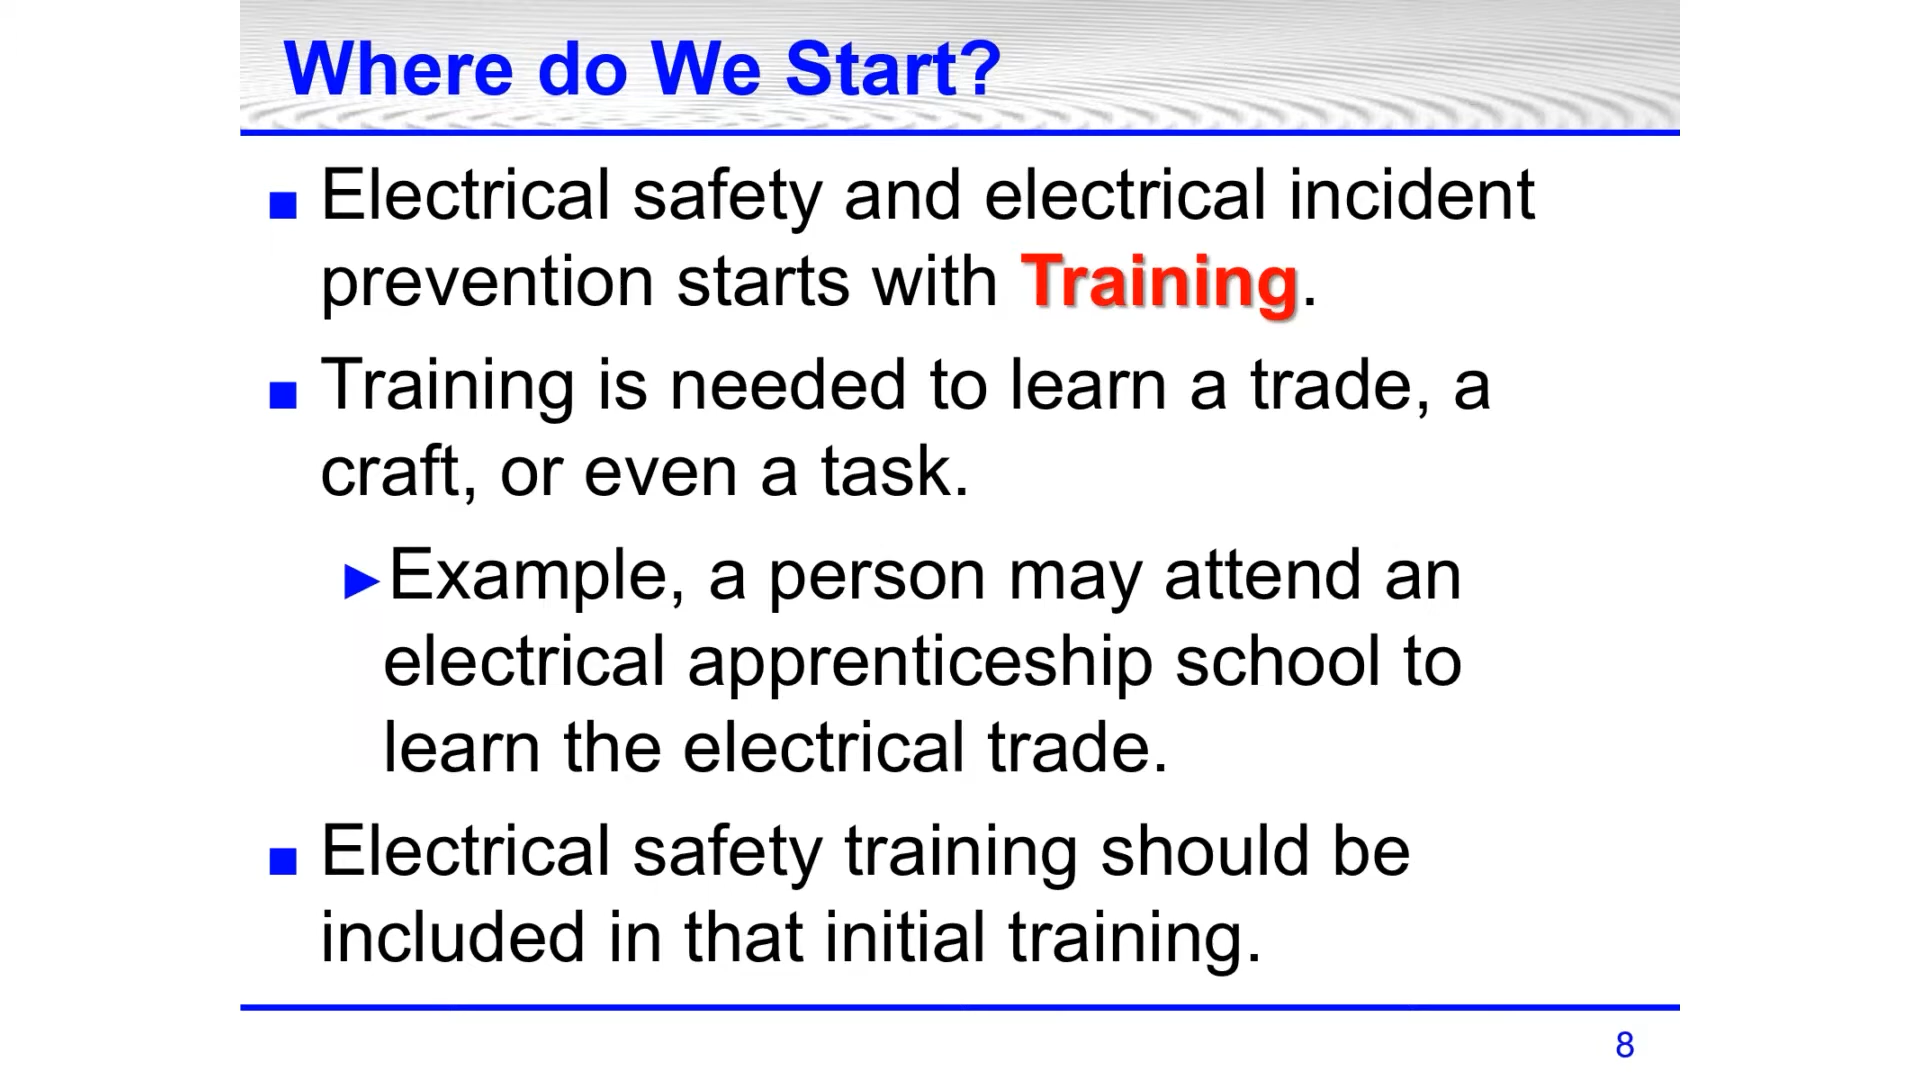 Where do We Start?
Electrical safety and electrical incident
prevention starts with Training.
Training is needed to learn a trade, a
craft, or even a task.
Example, a person may attend an
electrical apprenticeship school to
learn the electrical trade.
Electrical safety training should be
included in that initial training.
8